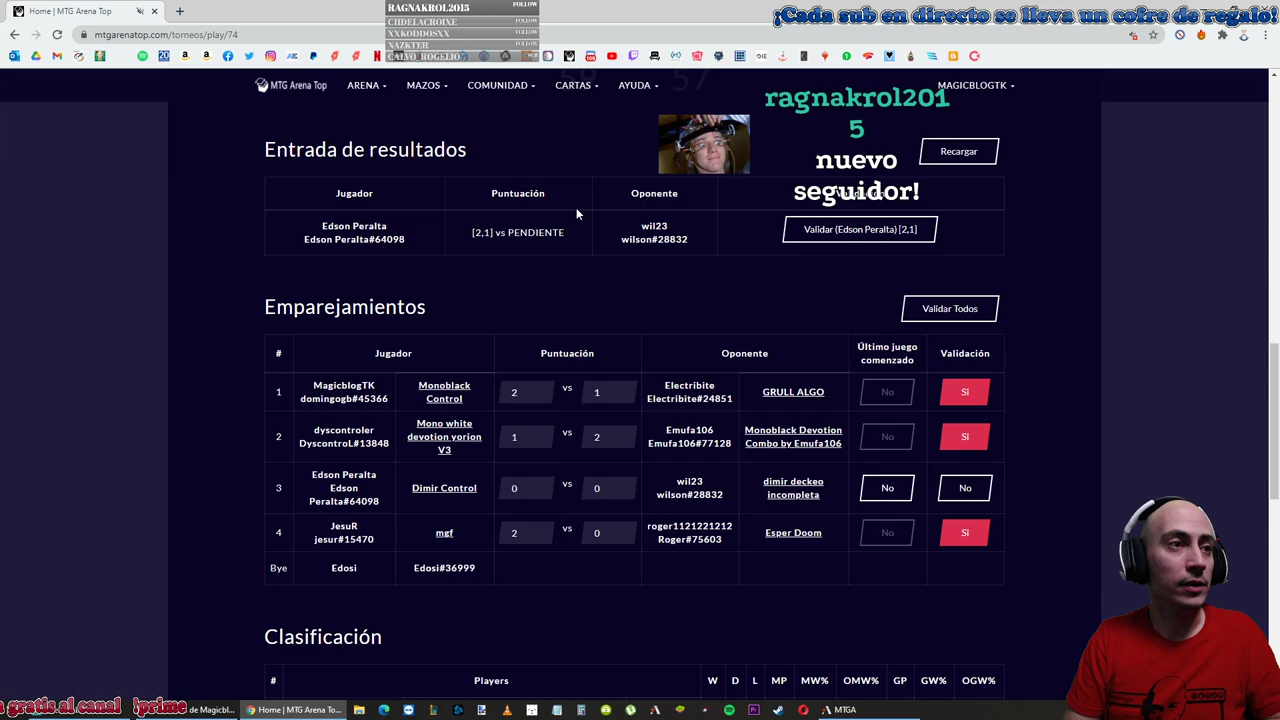 Home | MTG Arena Top
RAGNAKROL2015 FOLLOW
CHDELACROIXE FOLLOW
XXKODDOSXX FOLLOW
XAZKTER FOLLOW
CALVO_ROGELIO
¡Cada sub en directo se lleva un cofre de regalo!
mtgarenatop.com/torneos/play/74
MTG Arena Top ARENA MAZOS COMUNIDAD CARTAS AYUDA MAGICBLOGTK
ragnakrol201
5
nuevo
seguidor!
Entrada de resultados
Recargar
Jugador Puntuación Oponente
Edson Peralta
Edson Peralta#64098
[2,1] vs PENDIENTE
wil23
wilson#28832
Validar (Edson Peralta) [2,1]
Emparejamientos
Validar Todos
# Jugador Puntuación Oponente Último juego
comenzado
Validación
1 MagicblogTK
domingogb#45366
Monoblack
Control
2 vs 1
Electribite
Electribite#24851
GRULL ALGO
No Si
2 dyscontroler
DyscontroL#13848
Mono white
devotion yorion
V3
1 vs 2
Emufa106
Emufa106#77128
Monoblack Devotion
Combo by Emufa106
No Si
3 Edson Peralta
Edson
Peralta#64098
Dimir Control
0 vs 0
wil23
wilson#28832
dimir deckeo
incompleta
No No
4 JesuR
jesur#15470
mgf
2 vs 0
roger1121221212
Roger#75603
Esper Doom
No Si
Bye Edosi Edosi#36999
Clasificación
# Players W D L MP MW% OMW% GP GW% OGW%
gratis al canal !prime
de Magicbl...
Home | MTG Arena T...
MTGA